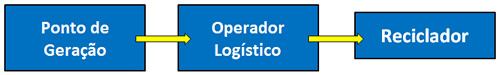 Ponto de
Geração
Operador
Logístico
Reciclador